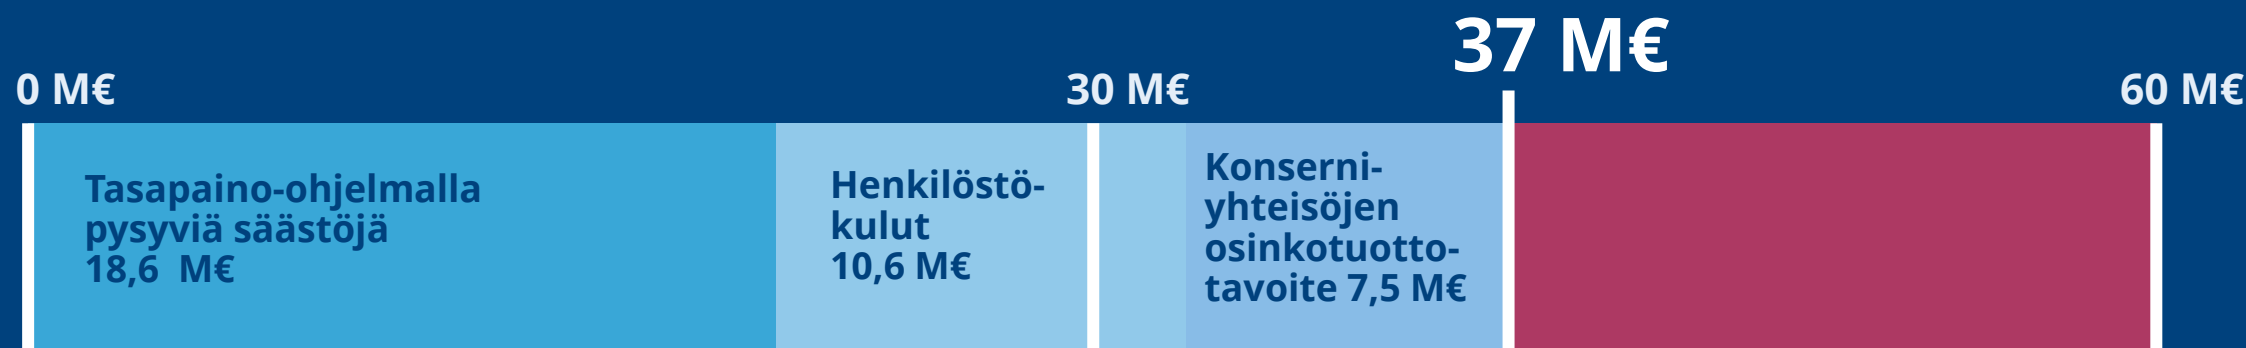 37 M€
0 M€
30 M€
60 M€
Tasapaino-ohjelmalla
pysyviä säästöjä
18,6 M€
Henkilöstö-
kulut
10,6 M€
Konserni-
yhteisöjen
osinkotuotto-
tavoite 7,5 M€